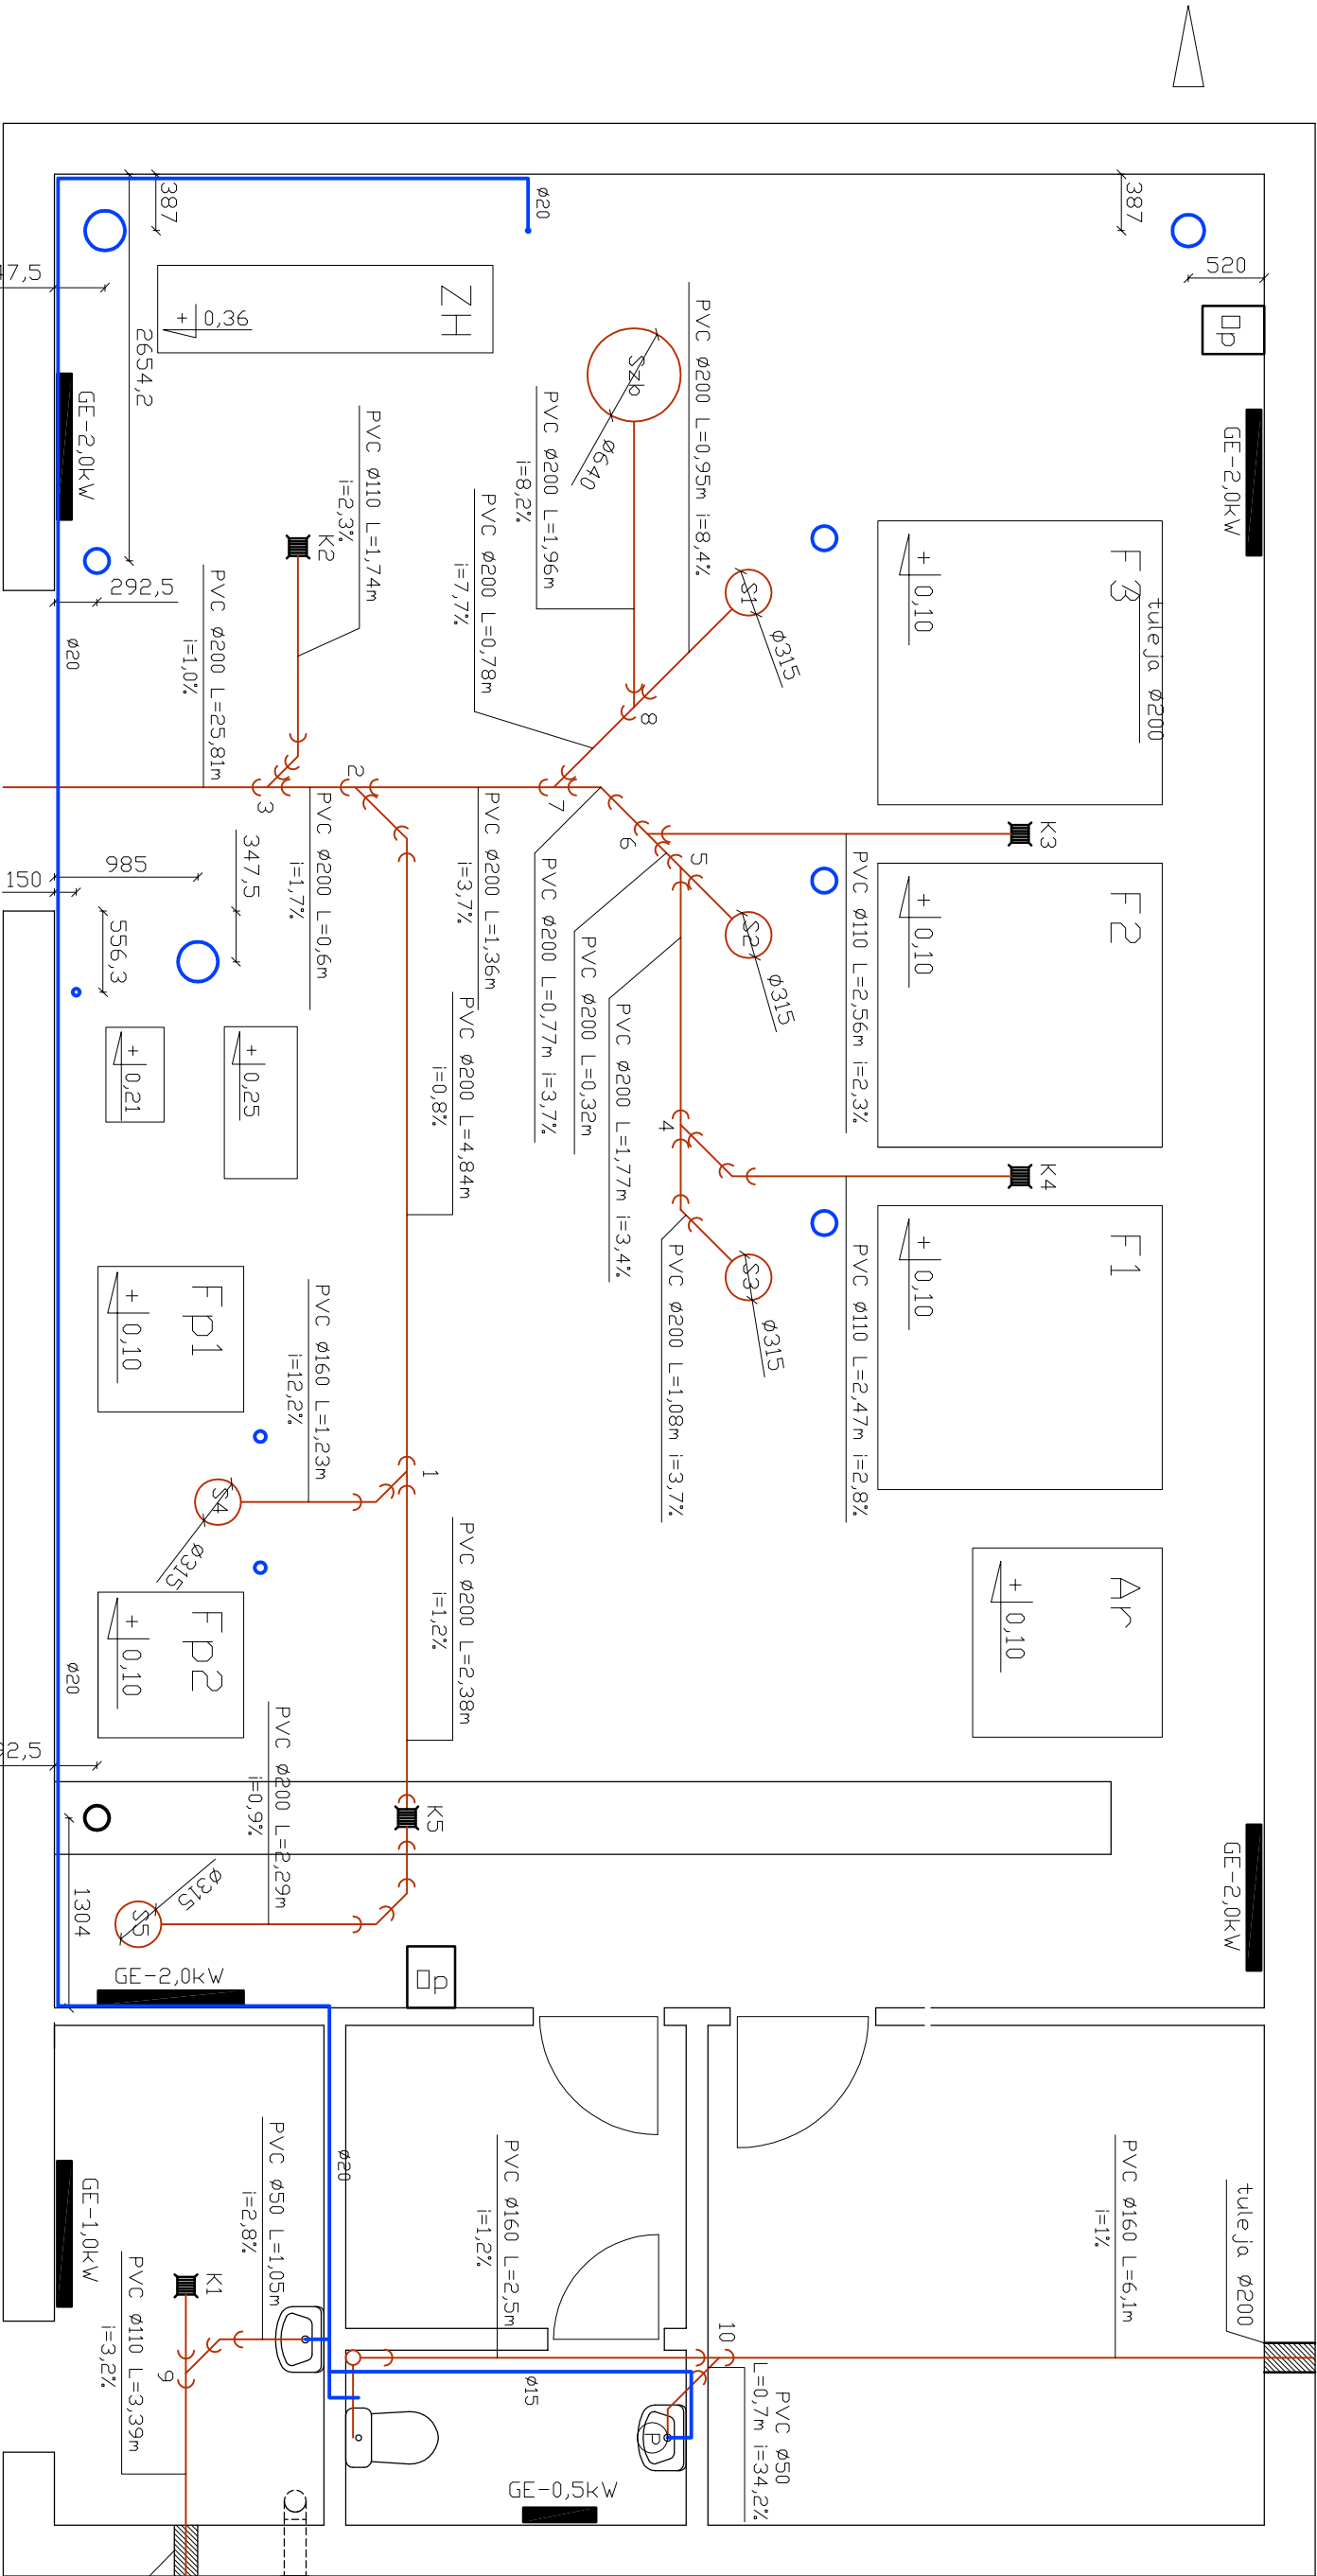 387
520
□p
GE-2,0kW
F3
+ 0,10
tuleja Ø200
K3
F2
+ 0,10
K4
F1
+ 0,10
Ar
+ 0,10
GE-2,0kW
tuleja Ø200
PVC Ø160 L=6,1m
i=1%
PVC Ø110 L=2,56m i=2,3%
PVC Ø110 L=2,47m i=2,8%
S1
Ø315
S2
Ø315
S3
Ø315
PVC Ø200 L=0,95m i=8,4%
Szb
Ø640
Ø20
PVC Ø200 L=1,96m
i=8,2%
PVC Ø200 L=0,78m
i=7,7%
8
7
6
5
4
PVC Ø200 L=1,08m i=3,7%
PVC Ø200 L=1,77m i=3,4%
PVC Ø200 L=0,32m
PVC Ø200 L=0,77m i=3,7%
PVC Ø200 L=1,36m
i=3,7%
PVC Ø200 L=4,84m
i=0,8%
PVC Ø200 L=2,38m
i=1,2%
1
K5
□p
PVC Ø50
L=0,7m i=34,2%
10
P
PVC Ø160 L=2,5m
i=1,2%
Ø15
GE-0,5kW
ZH
+ 0,36
387
2654,2
47,5
GE-2,0kW
PVC Ø110 L=1,74m
i=2,3%
K2
292,5
Ø20
PVC Ø200 L=25,81m
i=1,0%
3
2
PVC Ø200 L=0,6m
i=1,7%
347,5
985
150
556,3
+ 0,25
+ 0,21
PVC Ø160 L=1,23m
i=12,2%
Fp1
+ 0,10
S4
Ø315
Fp2
+ 0,10
Ø20
92,5
PVC Ø200 L=2,29m
i=0,9%
S5
Ø315
1304
GE-2,0kW
Ø20
PVC Ø50 L=1,05m
i=2,8%
K1
GE-1,0kW
9
PVC Ø110 L=3,39m
i=3,2%